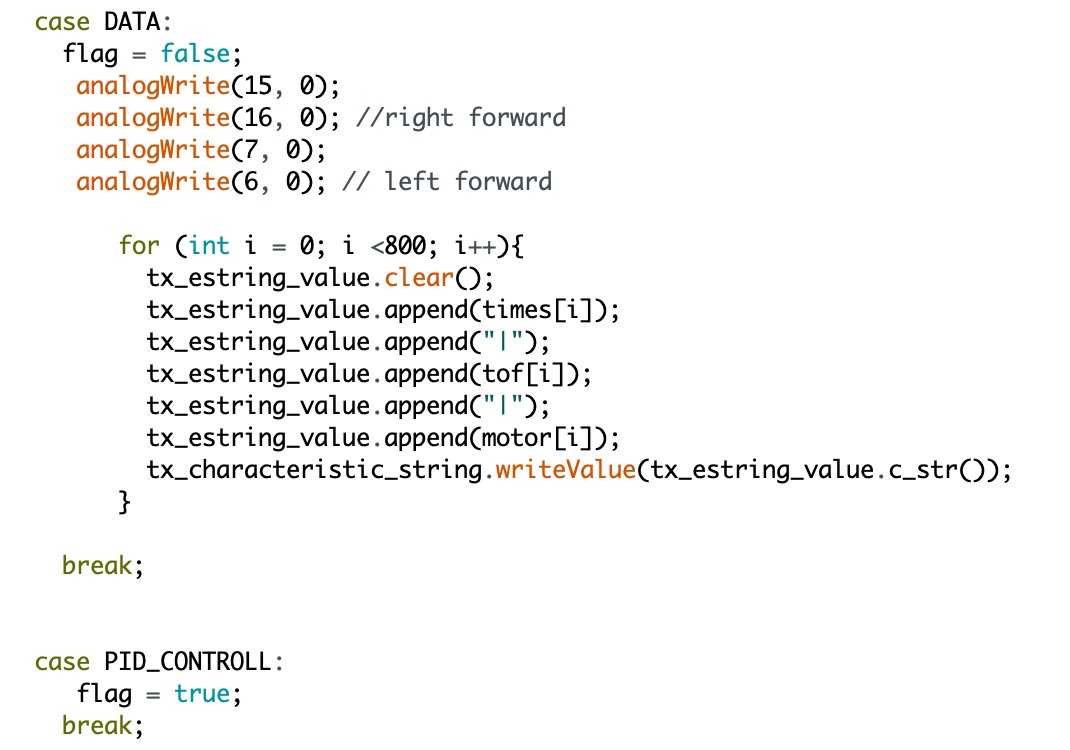 case DATA:
flag = false;
analogWrite(15, 0);
analogWrite(16, 0); //right forward
analogWrite(7, 0);
analogWrite(6, 0); // left forward
for (int i = 0; i <800; i++){
tx_estring_value.clear();
tx_estring_value.append(times[i]);
tx_estring_value.append("|");
tx_estring_value.append(tof[i]);
tx_estring_value.append("|");
tx_estring_value.append(motor[i]);
tx_characteristic_string.writeValue(tx_estring_value.c_str());
}
break;
case PID_CONTROLL:
flag = true;
break;